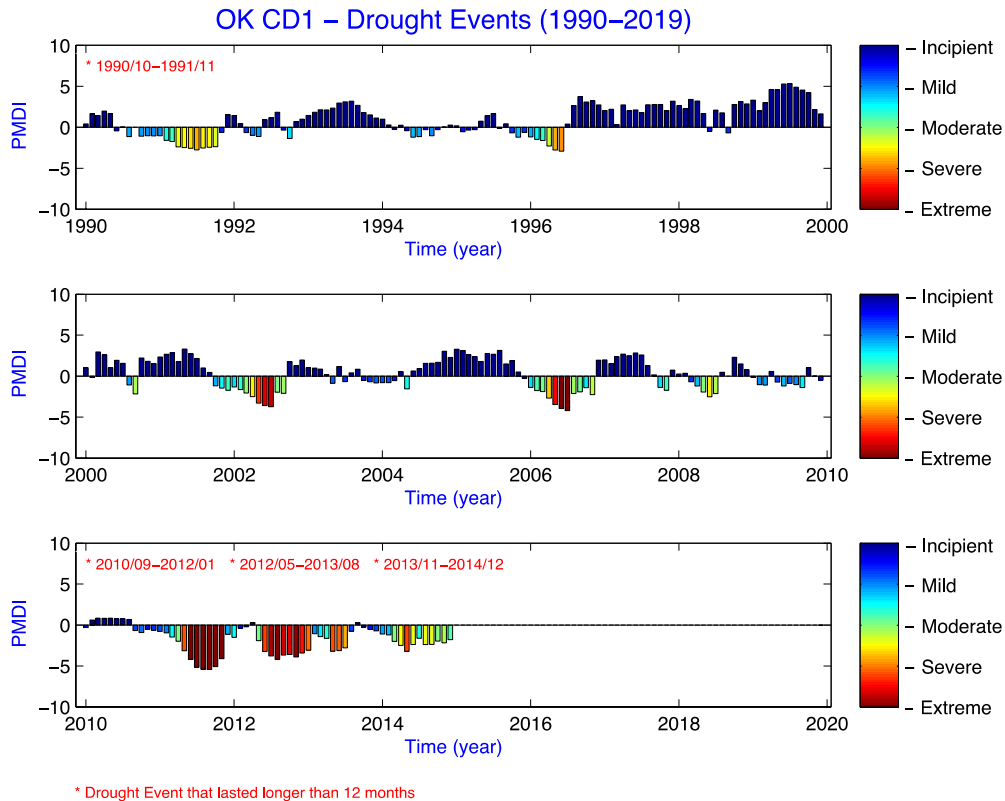 OK CD1 − Drought Events (1990−2019)
10
5
0
−5
−10
PMDI
* 1990/10−1991/11
1990 1992 1994 1996 1998 2000
Time (year)
− Incipient
− Mild
− Moderate
− Severe
− Extreme
10
5
0
−5
−10
PMDI
2000 2002 2004 2006 2008 2010
Time (year)
− Incipient
− Mild
− Moderate
− Severe
− Extreme
10
5
0
−5
−10
PMDI
* 2010/09−2012/01 * 2012/05−2013/08 * 2013/11−2014/12
2010 2012 2014 2016 2018 2020
Time (year)
− Incipient
− Mild
− Moderate
− Severe
− Extreme
* Drought Event that lasted longer than 12 months